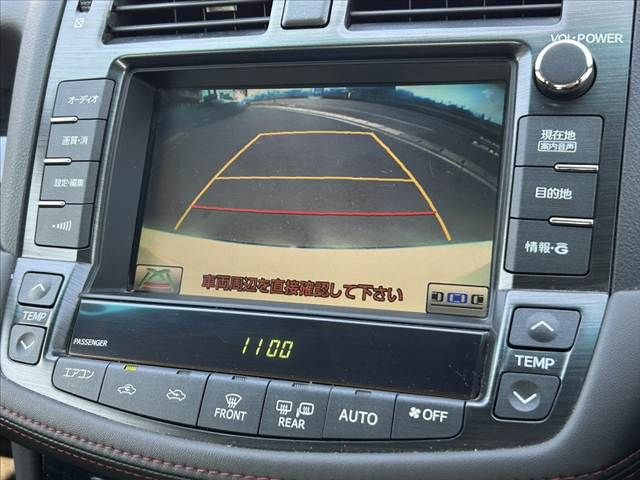 VOL・POWER
オーディオ
画質・消
設定・編集
現在地
案内音声
目的地
情報・G
車両周辺を直接確認して下さい
TEMP
PASSENGER
11:00
TEMP
エアコン
FRONT
REAR
AUTO
OFF